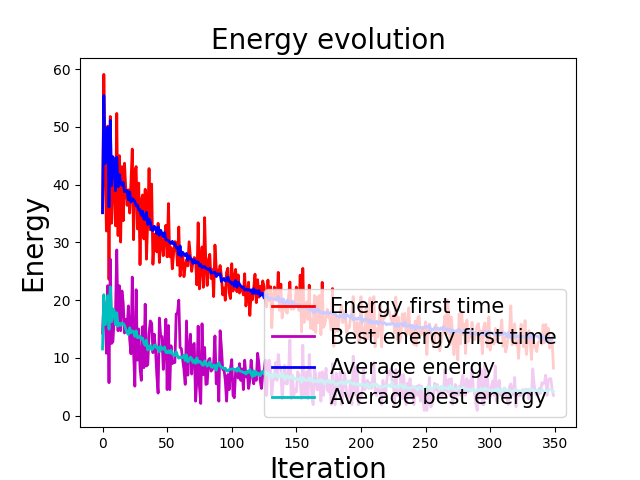 Energy evolution
60
50
40
30
20
10
0
Energy
Energy first time
Best energy first time
Average energy
Average best energy
0 50 100 150 200 250 300 350
Iteration